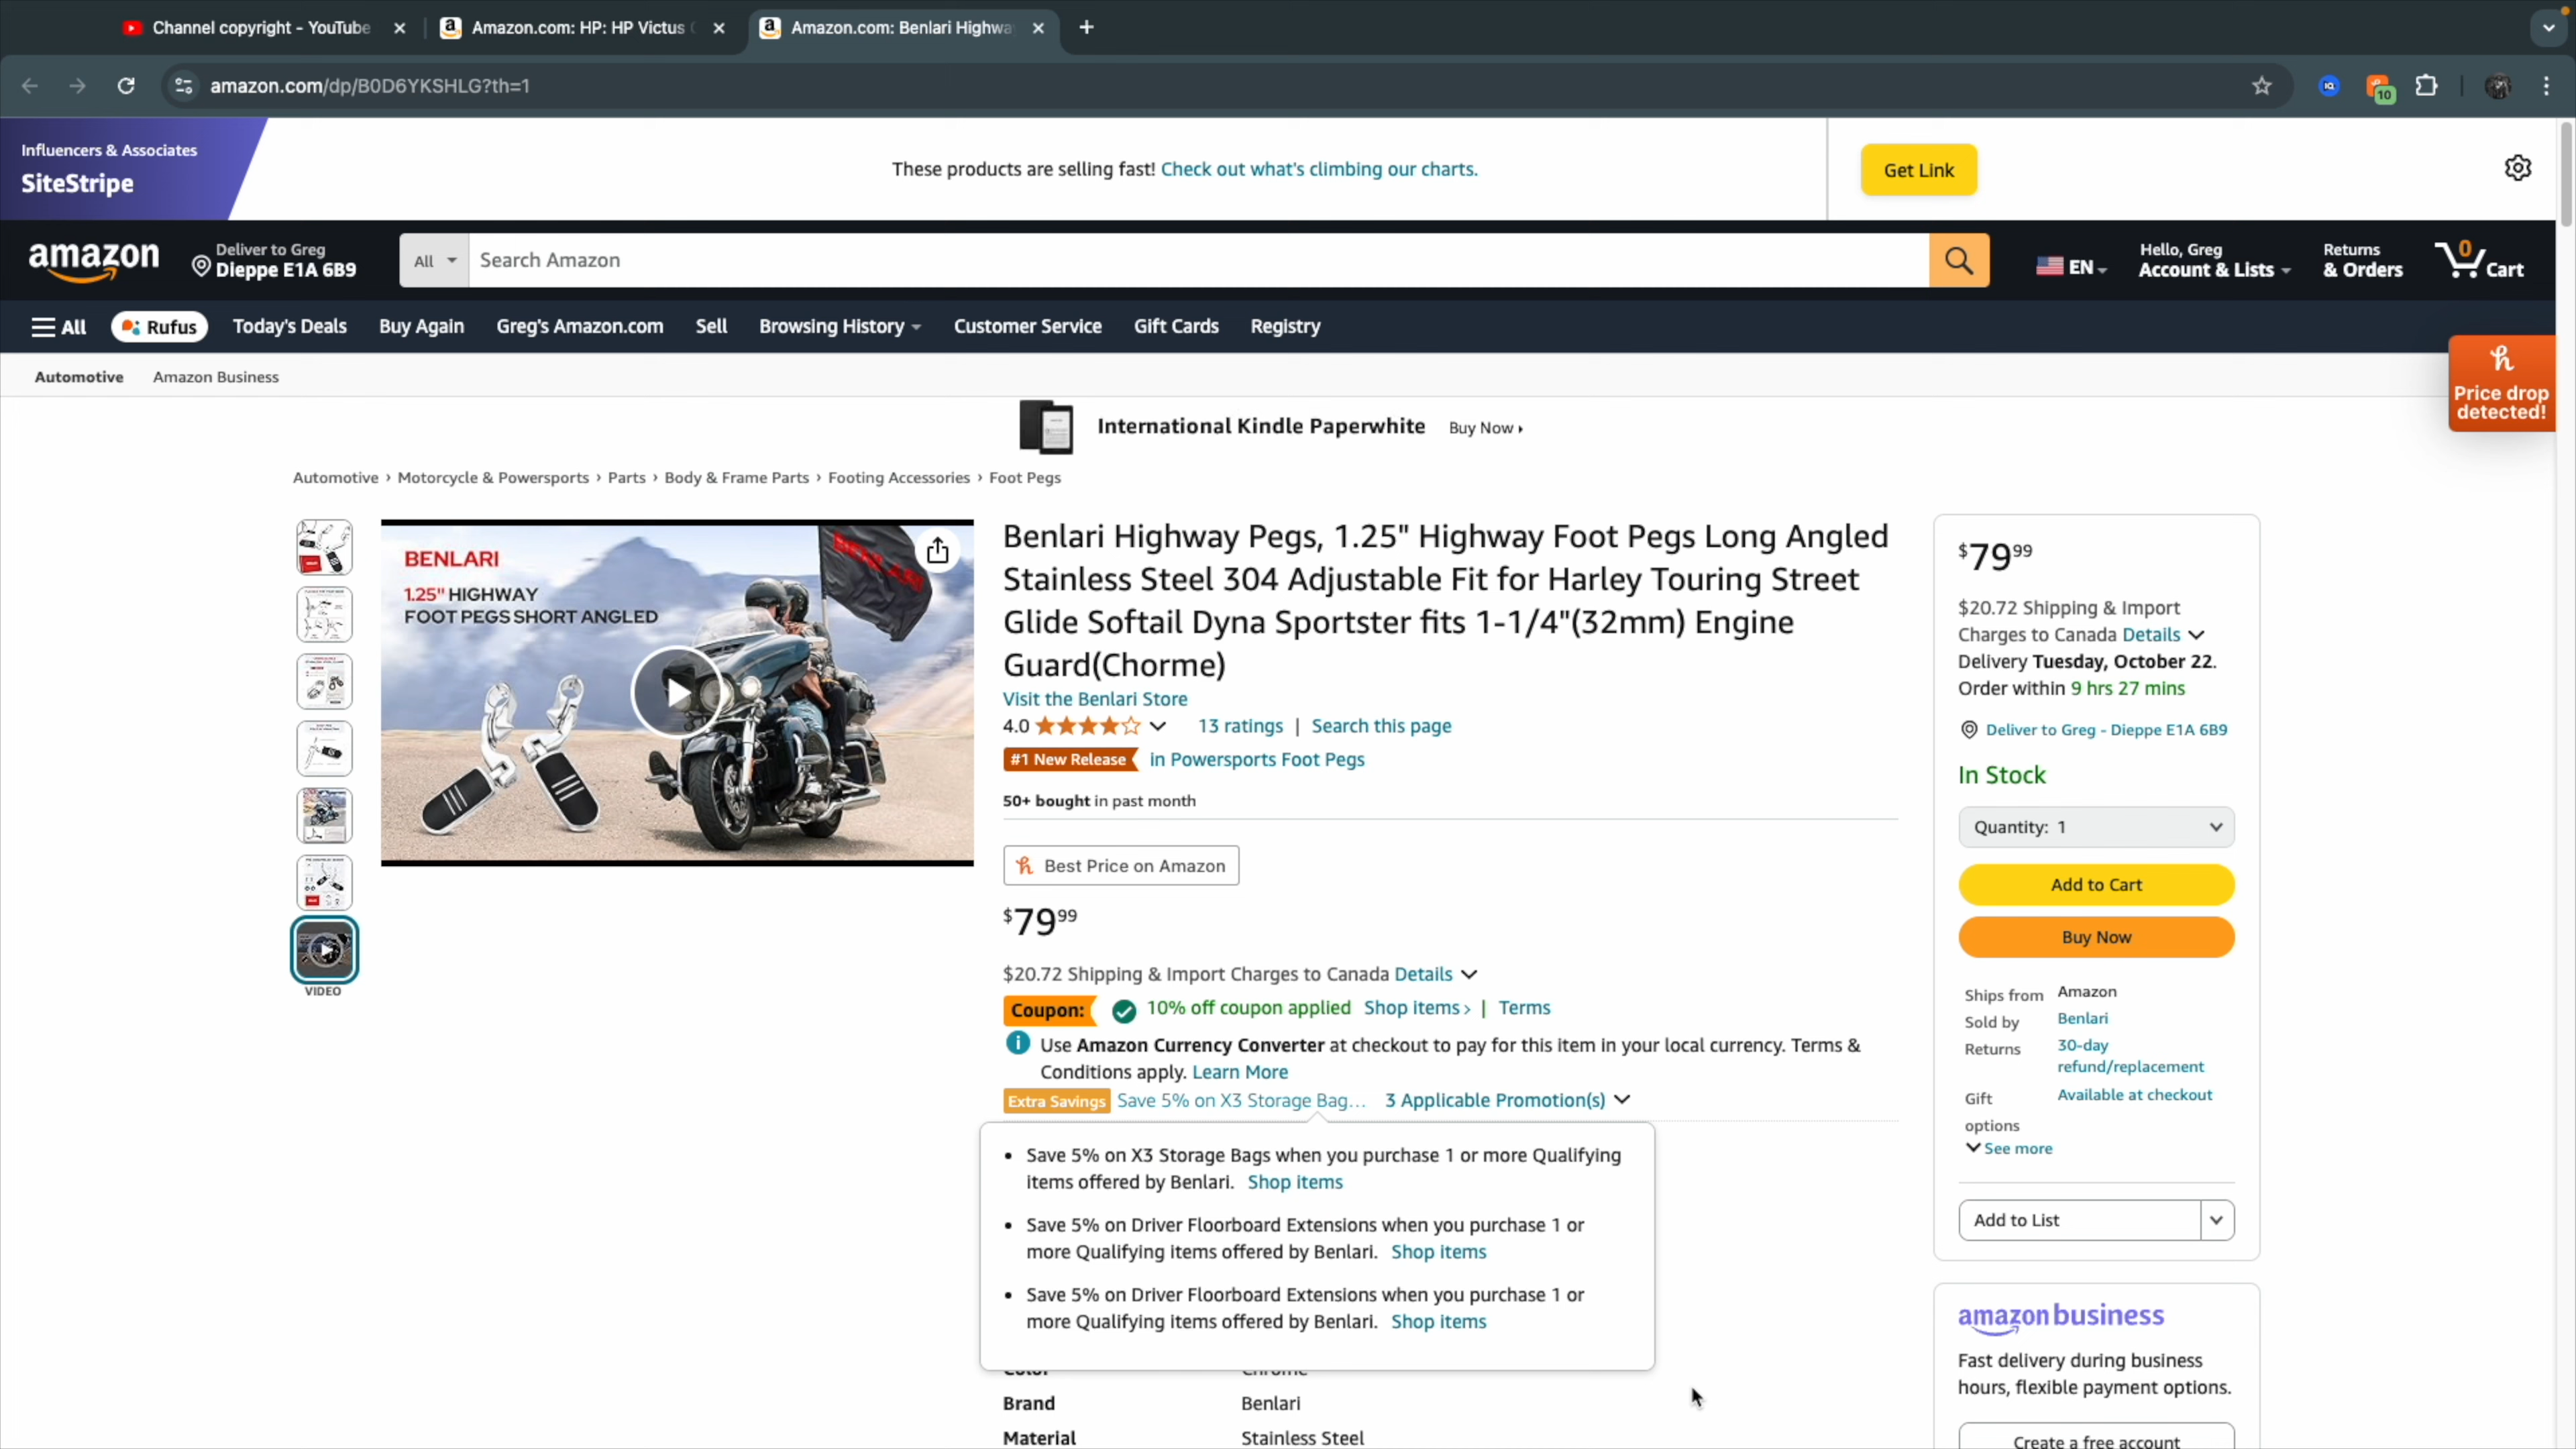 Channel copyright - YouTube
Amazon.com: HP: HP Victus
Amazon.com: Benlari Highwa
amazon.com/dp/B0D6YKSHLG?th=1
10
Influencers & Associates
SiteStripe
These products are selling fast! Check out what's climbing our charts.
Get Link
amazon
Deliver to Greg
Dieppe E1A 6B9
All
Search Amazon
EN
Hello, Greg
Account & Lists
Returns
& Orders
0
Cart
All
Rufus
Today's Deals
Buy Again
Greg's Amazon.com
Sell
Browsing History
Customer Service
Gift Cards
Registry
Price drop
detected!
Automotive
Amazon Business
International Kindle Paperwhite
Buy Now
Automotive › Motorcycle & Powersports › Parts › Body & Frame Parts › Footing Accessories › Foot Pegs
BENLARI
1.25" HIGHWAY
FOOT PEGS SHORT ANGLED
VIDEO
Benlari Highway Pegs, 1.25" Highway Foot Pegs Long Angled
Stainless Steel 304 Adjustable Fit for Harley Touring Street
Glide Softail Dyna Sportster fits 1-1/4"(32mm) Engine
Guard(Chorme)
Visit the Benlari Store
4.0
13 ratings | Search this page
#1 New Release in Powersports Foot Pegs
50+ bought in past month
Best Price on Amazon
$79 99
$20.72 Shipping & Import Charges to Canada Details
Coupon: 10% off coupon applied Shop items › | Terms
Use Amazon Currency Converter at checkout to pay for this item in your local currency. Terms &
Conditions apply. Learn More
Extra Savings Save 5% on X3 Storage Bag... 3 Applicable Promotion(s)
• Save 5% on X3 Storage Bags when you purchase 1 or more Qualifying
items offered by Benlari. Shop items
• Save 5% on Driver Floorboard Extensions when you purchase 1 or
more Qualifying items offered by Benlari. Shop items
• Save 5% on Driver Floorboard Extensions when you purchase 1 or
more Qualifying items offered by Benlari. Shop items
Color Chrome
Brand Benlari
Material Stainless Steel
$79 99
$20.72 Shipping & Import
Charges to Canada Details
Delivery Tuesday, October 22.
Order within 9 hrs 27 mins
Deliver to Greg - Dieppe E1A 6B9
In Stock
Quantity: 1
Add to Cart
Buy Now
Ships from Amazon
Sold by Benlari
Returns 30-day
refund/replacement
Gift
options
Available at checkout
See more
Add to List
amazon business
Fast delivery during business
hours, flexible payment options.
Create a free account